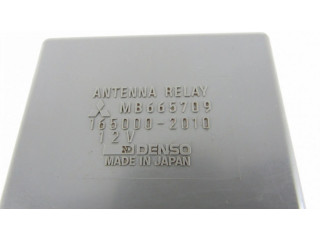 ANTENNA RELAY
MB665709
165000-2010
12V
DENSO
MADE IN JAPAN